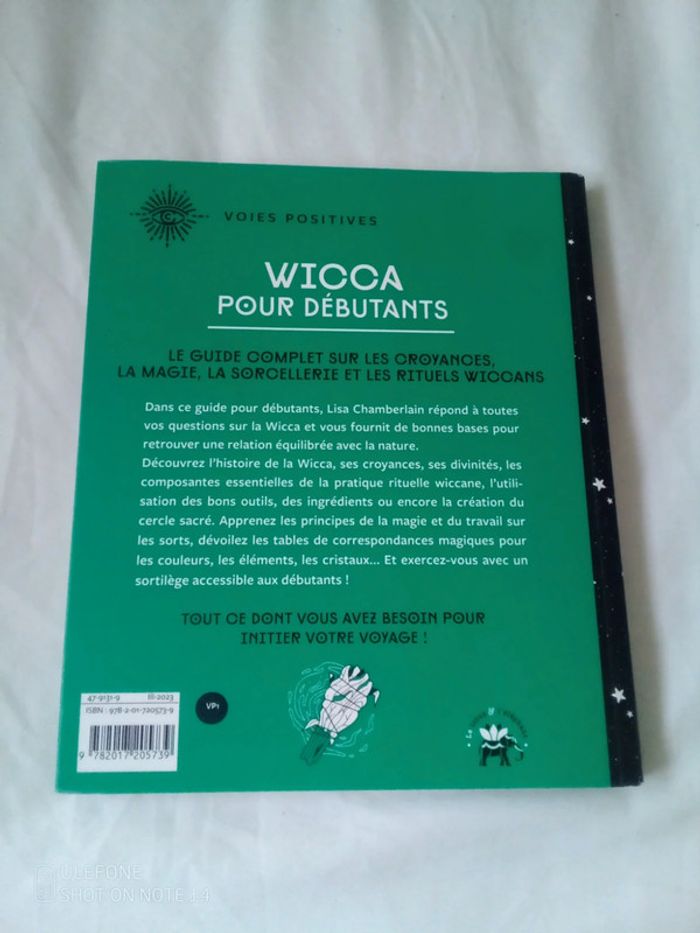 VOIES POSITIVES
WICCA
POUR DÉBUTANTS
LE GUIDE COMPLET SUR LES CROYANCES,
LA MAGIE, LA SORCELLERIE ET LES RITUELS WICCANS
Dans ce guide pour débutants, Lisa Chamberlain répond à toutes
vos questions sur la Wicca et vous fournit de bonnes bases pour
retrouver une relation équilibrée avec la nature.
Découvrez l'histoire de la Wicca, ses croyances, ses divinités, les
composantes essentielles de la pratique rituelle wiccane, l'utili-
sation des bons outils, des ingrédients ou encore la création du
cercle sacré. Apprenez les principes de la magie et du travail sur
les sorts, dévoilez les tables de correspondances magiques pour
les couleurs, les éléments, les cristaux... Et exercez-vous avec un
sortilège accessible aux débutants !
TOUT CE DONT VOUS AVEZ BESOIN POUR
INITIER VOTRE VOYAGE !
47-9131-9 III-2023
ISBN : 978-2-01-720573-9
9 782017 205739
VP1
Le Lotus & l'éléphant
ULEFONE
SHOT ON NOTE 14